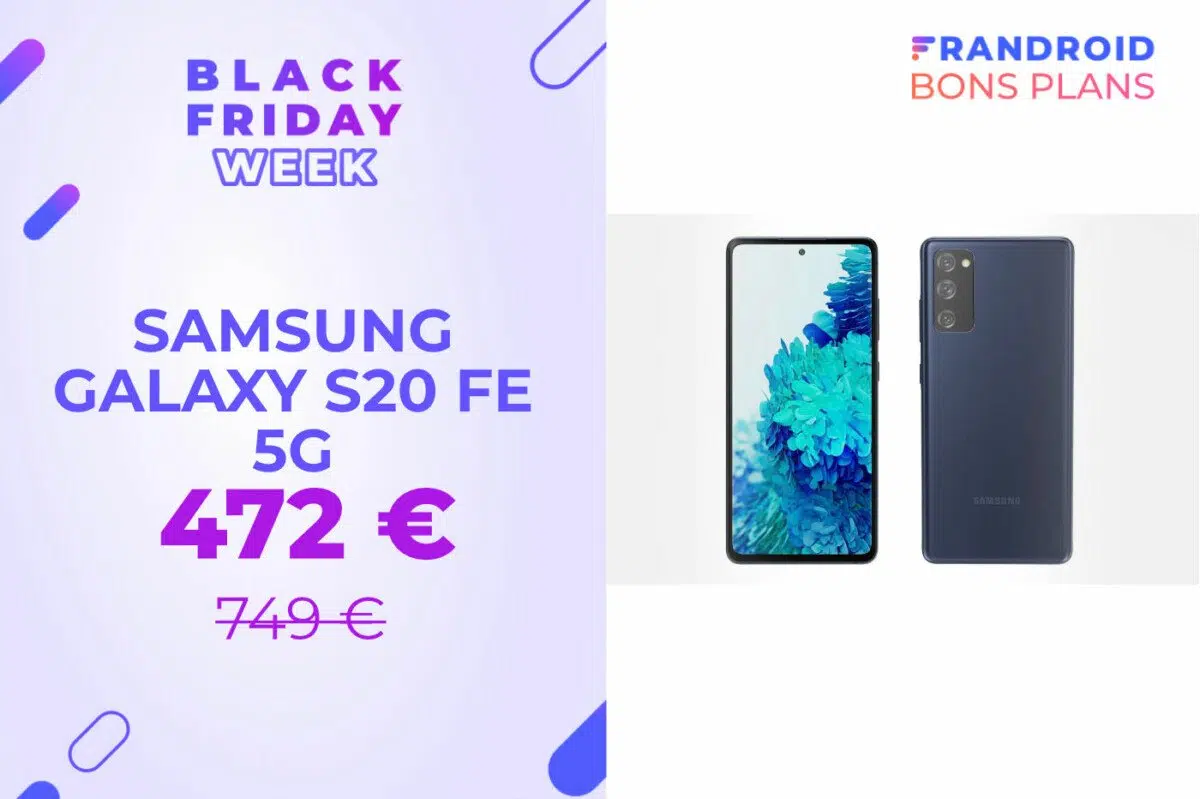 BLACK
FRIDAY
WEEK
SAMSUNG
GALAXY S20 FE
5G
472 €
749 €
FRANDROID
BONS PLANS
SAMSUNG